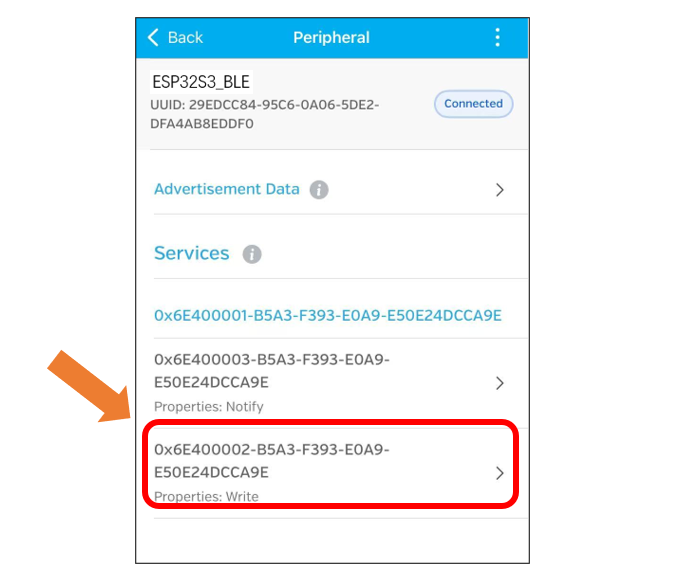 Back
Peripheral
ESP32S3_BLE
UUID: 29EDCC84-95C6-0A06-5DE2-
DFA4AB8EDDF0
Connected
Advertisement Data
Services
0x6E400001-B5A3-F393-E0A9-E50E24DCCA9E
0x6E400003-B5A3-F393-E0A9-
E50E24DCCA9E
Properties: Notify
0x6E400002-B5A3-F393-E0A9-
E50E24DCCA9E
Properties: Write